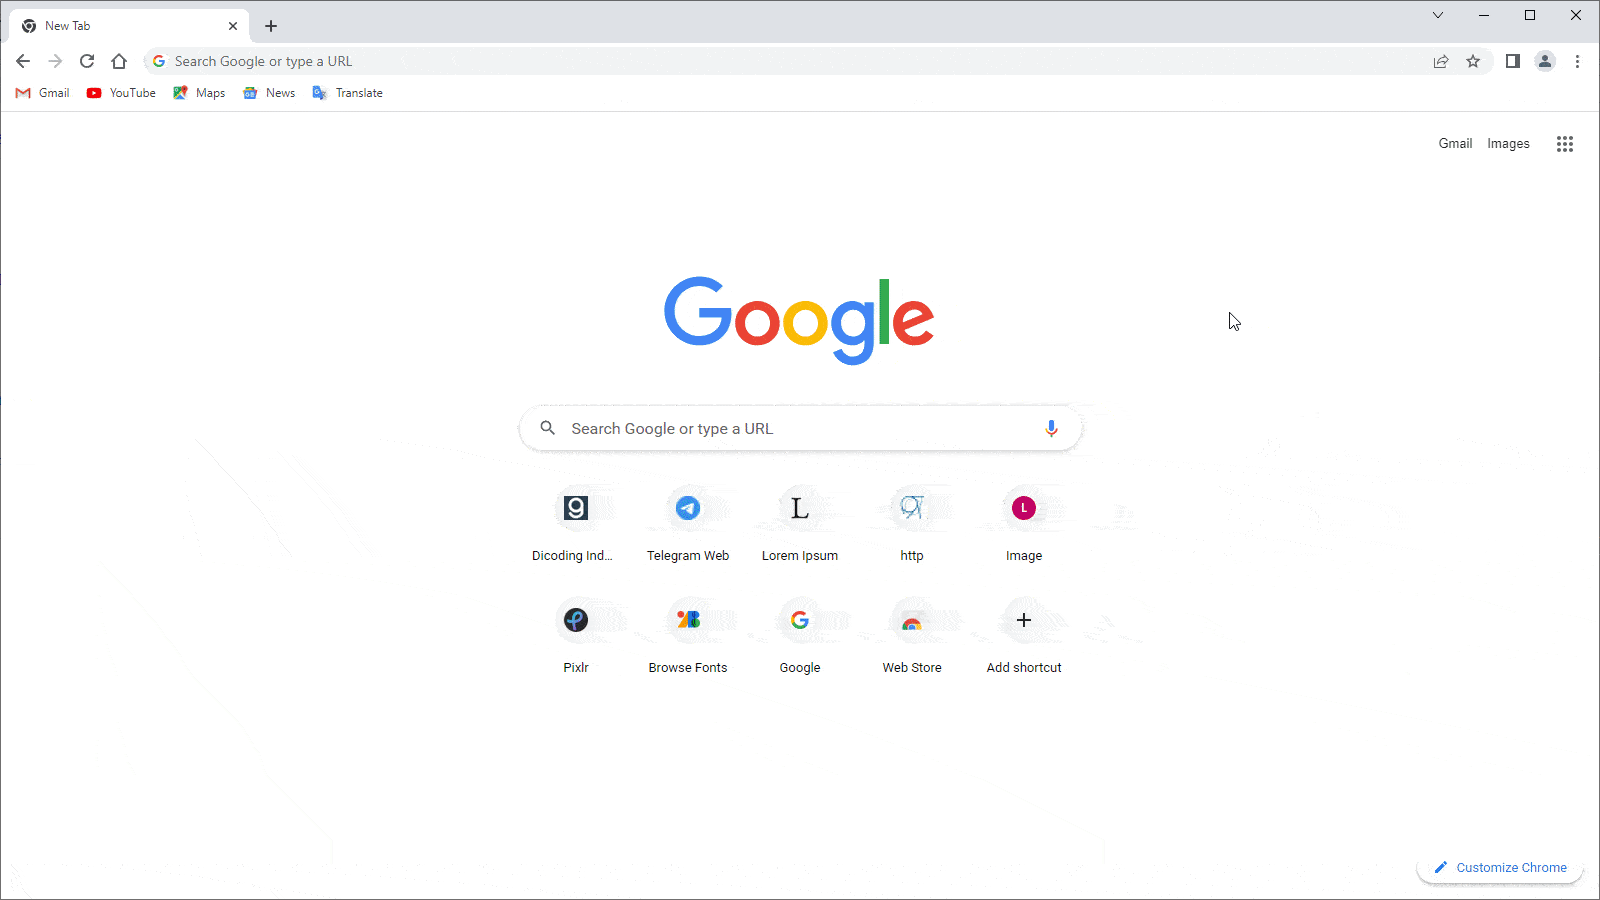 New Tab
Search Google or type a URL
Gmail YouTube Maps News Translate
Gmail Images
Google
Search Google or type a URL
L L
Dicoding Ind... Telegram Web Lorem Ipsum http Image
Pixlr Browse Fonts Google Web Store Add shortcut
Customize Chrome